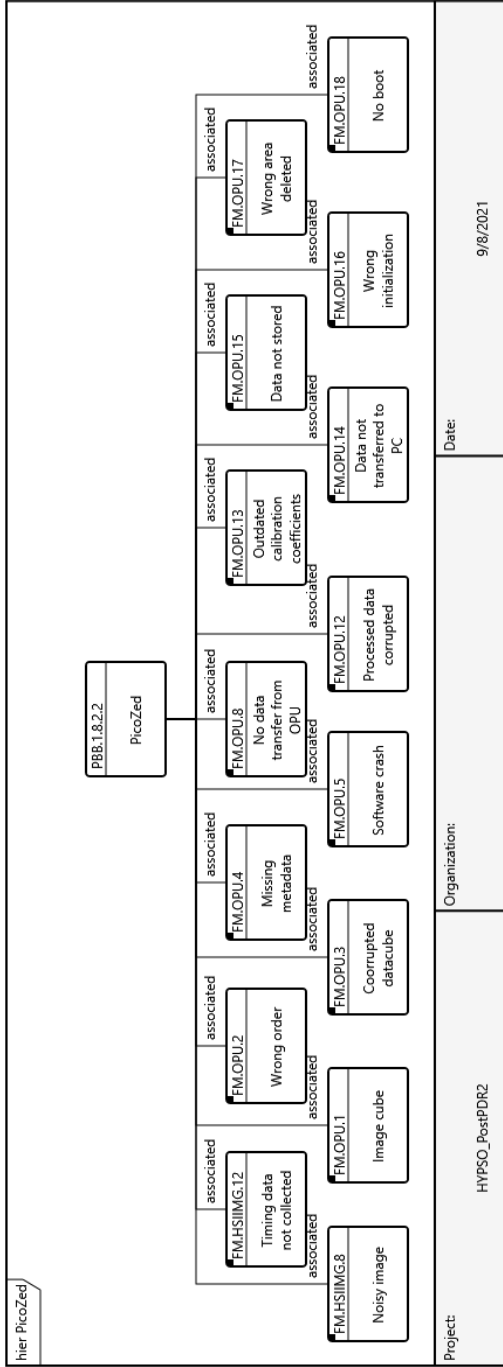 hier PicoZed
PBB.1.8.2.2
PicoZed
associated
associated
associated
associated
associated
associated
associated
FM.HSIIMG.12
Timing data
not collected
FM.OPU.2
Wrong order
FM.OPU.4
Missing
metadata
FM.OPU.8
No data
transfer from
OPU
FM.OPU.13
Outdated
calibration
coefficients
FM.OPU.15
Data not stored
FM.OPU.17
Wrong area
deleted
associated
associated
associated
associated
associated
associated
associated
associated
FM.HSIIMG.8
Noisy image
FM.OPU.1
Image cube
FM.OPU.3
Coorrupted
datacube
FM.OPU.5
Software crash
FM.OPU.12
Processed data
corrupted
FM.OPU.14
Data not
transferred to
PC
FM.OPU.16
Wrong
initialization
FM.OPU.18
No boot
Project:
HYPSO_PostPDR2
Organization:
Date:
9/8/2021